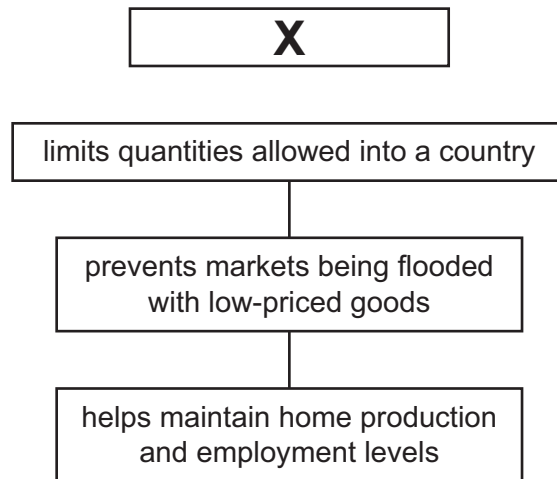 X
limits quantities allowed into a country
prevents markets being flooded
with low-priced goods
helps maintain home production
and employment levels